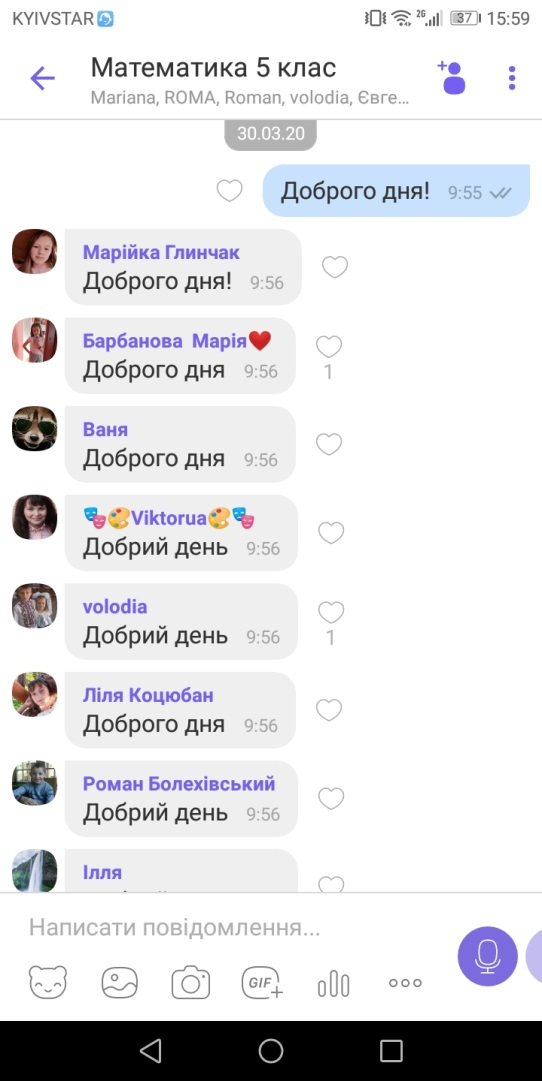 KYIVSTAR 2G 37 15:59
Математика 5 клас
Mariana, ROMA, Roman, volodia, Євге...
30.03.20
Доброго дня! 9:55
Марійка Глинчак
Доброго дня! 9:56
Барбанова Марія❤️
Доброго дня 9:56
1
Ваня
Доброго дня 9:56
🎭🎨Viktorua🎨🎭
Добрий день 9:56
volodia
Добрий день 9:56
1
Ліля Коцюбан
Доброго дня 9:56
Роман Болехівський
Добрий день 9:56
Ілля
Написати повідомлення...
GIF